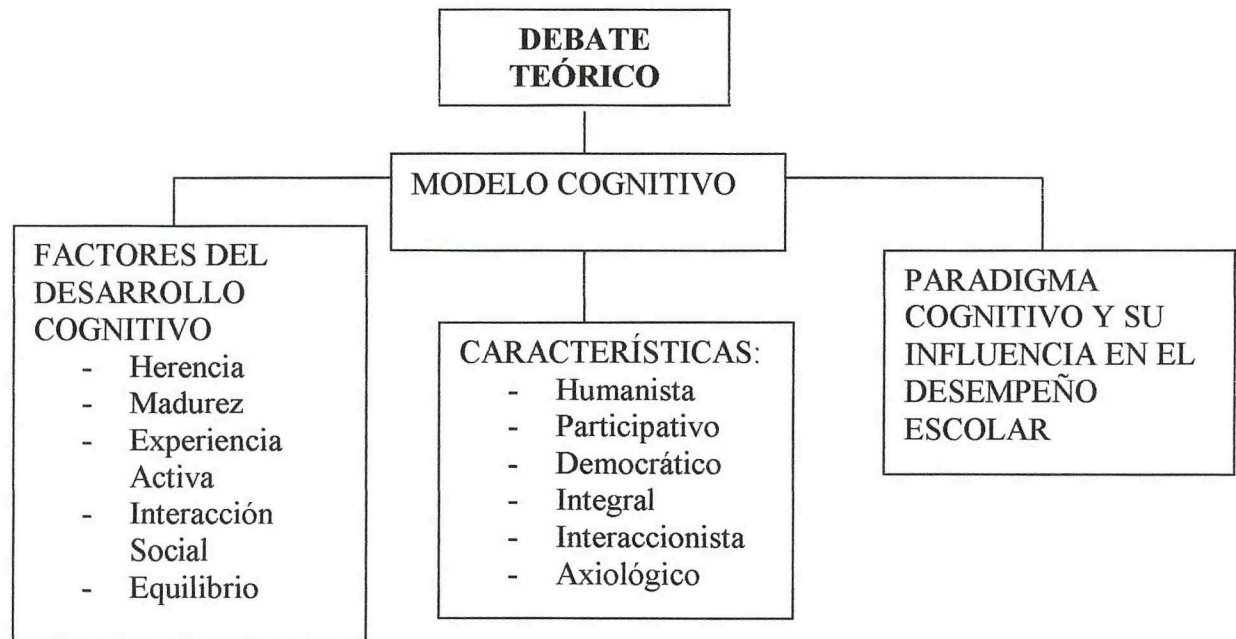 DEBATE
TEÓRICO
MODELO COGNITIVO
FACTORES DEL
DESARROLLO
COGNITIVO
- Herencia
- Madurez
- Experiencia
Activa
- Interacción
Social
- Equilibrio
CARACTERÍSTICAS:
- Humanista
- Participativo
- Democrático
- Integral
- Interaccionista
- Axiológico
PARADIGMA
COGNITIVO Y SU
INFLUENCIA EN EL
DESEMPEÑO
ESCOLAR